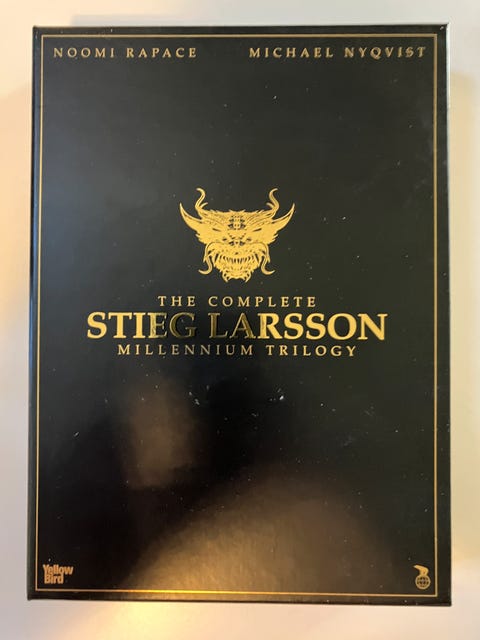 NOOMI RAPACE MICHAEL NYQVIST
THE COMPLETE
STIEG LARSSON
MILLENNIUM TRILOGY
Yellow
Bird